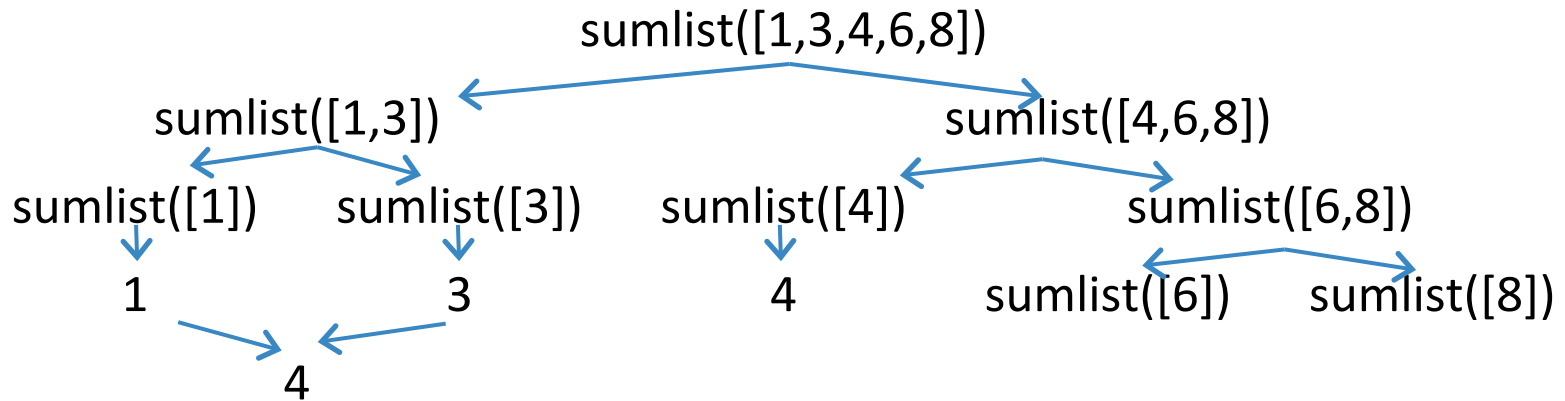 sumlist([1,3,4,6,8])
sumlist([1,3]) sumlist([4,6,8])
sumlist([1]) sumlist([3]) sumlist([4]) sumlist([6,8])
1 3 4 sumlist([6]) sumlist([8])
4